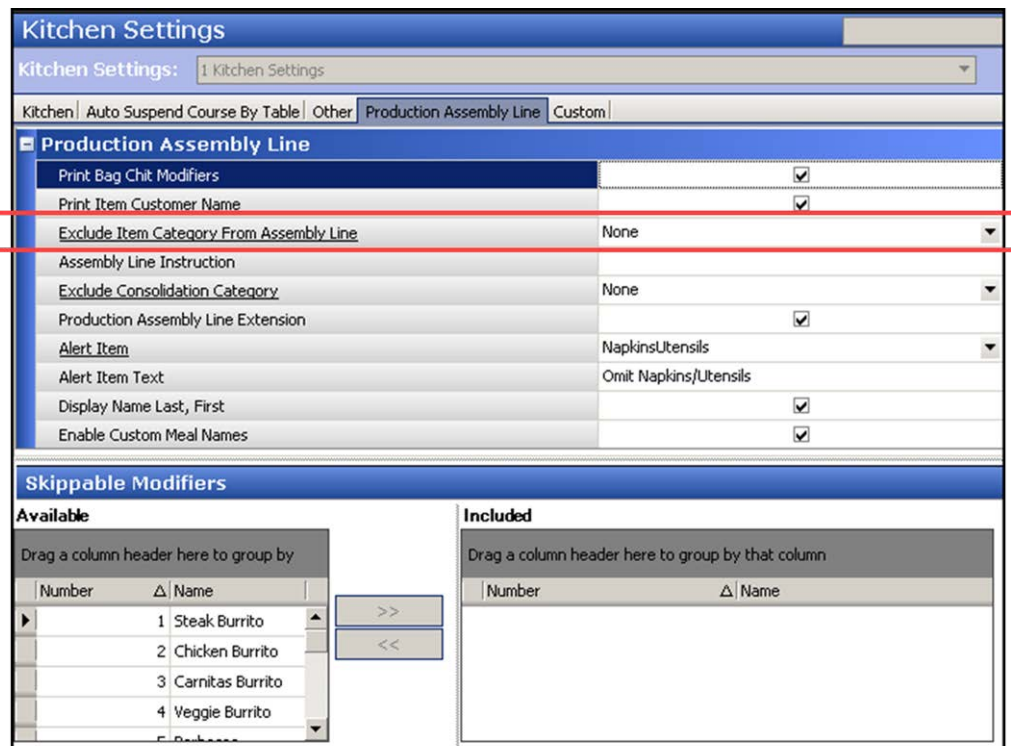 Kitchen Settings
Kitchen Settings: 1 Kitchen Settings
Kitchen Auto Suspend Course By Table Other Production Assembly Line Custom
Production Assembly Line
Print Bag Chit Modifiers
Print Item Customer Name
Exclude Item Category From Assembly Line None
Assembly Line Instruction
Exclude Consolidation Category None
Production Assembly Line Extension
Alert Item NapkinsUtensils
Alert Item Text Omit Napkins/Utensils
Display Name Last, First
Enable Custom Meal Names
Skippable Modifiers
Available Included
Drag a column header here to group by Drag a column header here to group by that column
Number Name Number Name
1 Steak Burrito >>
2 Chicken Burrito <<
3 Carnitas Burrito
4 Veggie Burrito